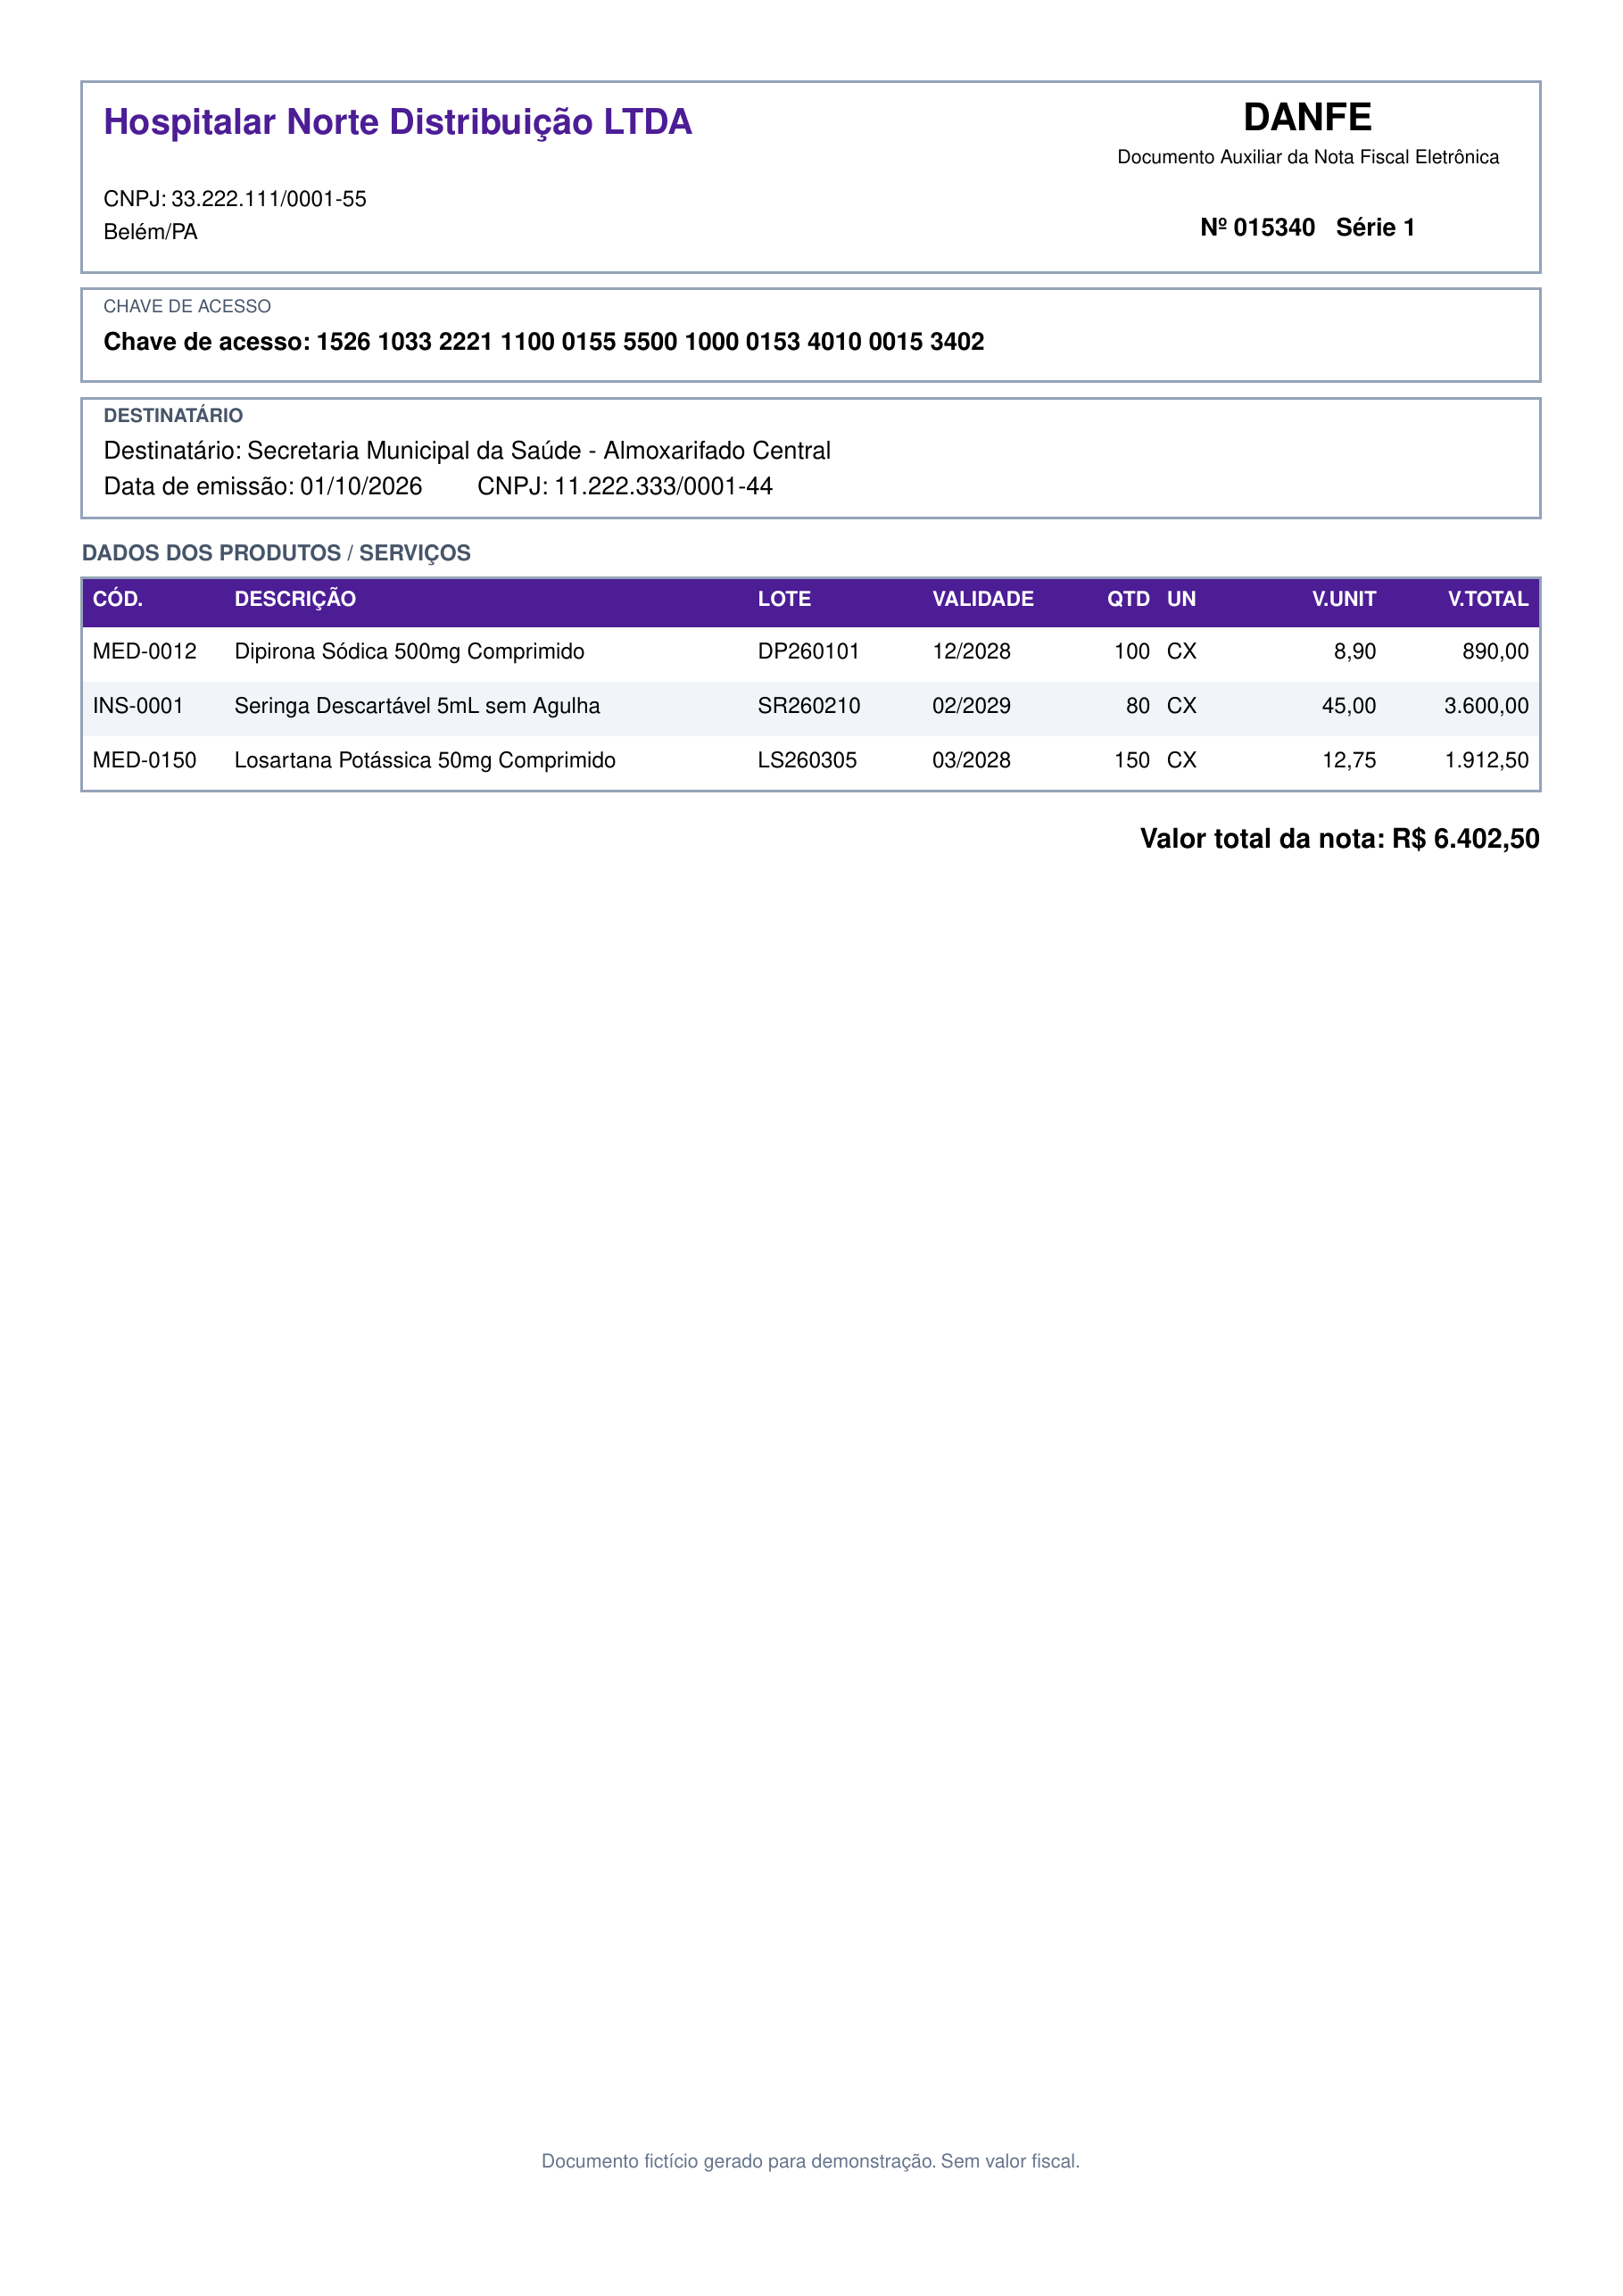 Hospitalar Norte Distribuição LTDA
DANFE
Documento Auxiliar da Nota Fiscal Eletrônica
CNPJ: 33.222.111/0001-55
Belém/PA
Nº 015340 Série 1
CHAVE DE ACESSO
Chave de acesso: 1526 1033 2221 1100 0155 5500 1000 0153 4010 0015 3402
DESTINATÁRIO
Destinatário: Secretaria Municipal da Saúde - Almoxarifado Central
Data de emissão: 01/10/2026 CNPJ: 11.222.333/0001-44
DADOS DOS PRODUTOS / SERVIÇOS
CÓD. DESCRIÇÃO LOTE VALIDADE QTD UN V.UNIT V.TOTAL
MED-0012 Dipirona Sódica 500mg Comprimido DP260101 12/2028 100 CX 8,90 890,00
INS-0001 Seringa Descartável 5mL sem Agulha SR260210 02/2029 80 CX 45,00 3.600,00
MED-0150 Losartana Potássica 50mg Comprimido LS260305 03/2028 150 CX 12,75 1.912,50
Valor total da nota: R$ 6.402,50
Documento fictício gerado para demonstração. Sem valor fiscal.